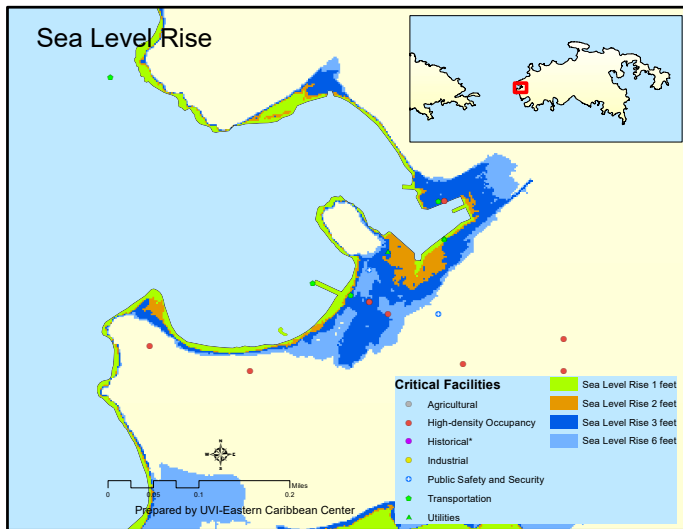 Sea Level Rise
Critical Facilities
Agricultural
High-density Occupancy
Historical*
Industrial
Public Safety and Security
Transportation
Utilities
Sea Level Rise 1 feet
Sea Level Rise 2 feet
Sea Level Rise 3 feet
Sea Level Rise 6 feet
N
W E
S
0 0.05 0.1 0.2
Miles
Prepared by UVI-Eastern Caribbean Center